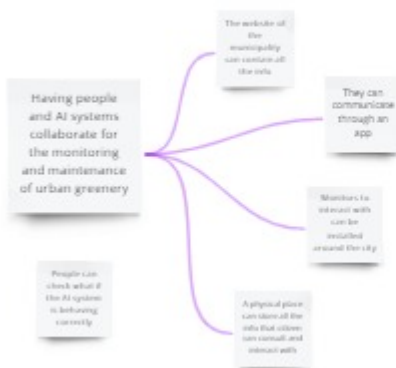 The website of
the
municipality
can contain all
the info
Having people
and AI systems
collaborate for
the monitoring
and maintenance
of urban greenery
They can
communicate
through an
app
Monitors to
interact with
can be
installed
around the city
People can
check what if
the AI system
is behaving
correctly
A physical place
can store all the
info that citizen
can consult and
interact with